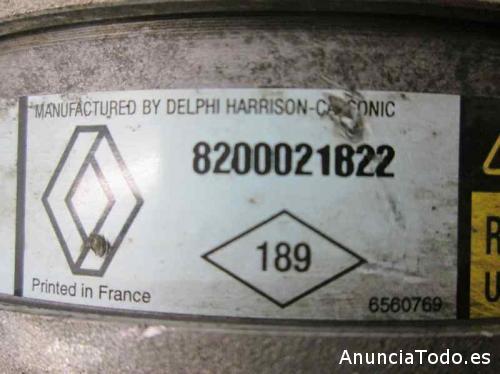 MANUFACTURED BY DELPHI HARRISON-CALSONIC
8200021822
189
Printed in France
6560769
R
U
AnunciaTodo.es